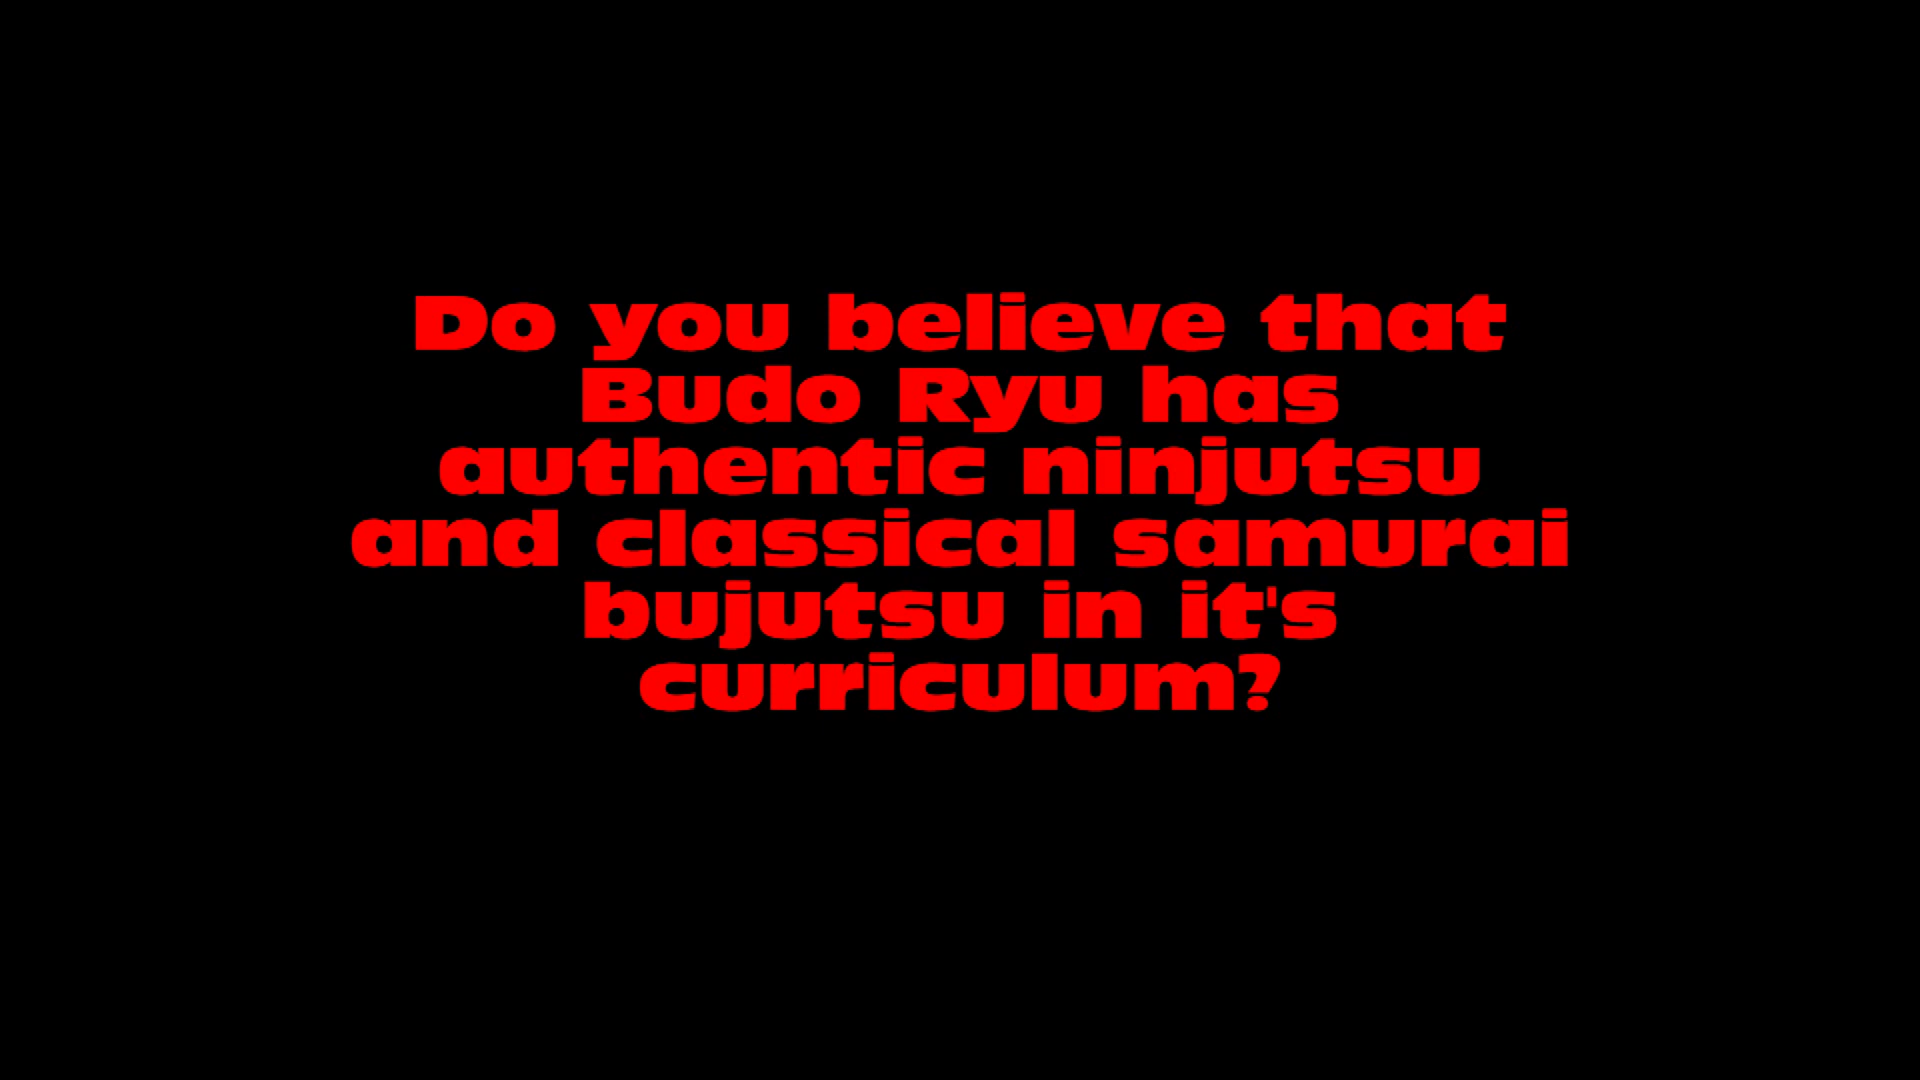 Do you believe that
Budo Ryu has
authentic ninjutsu
and classical samurai
bujutsu in it's
curriculum?